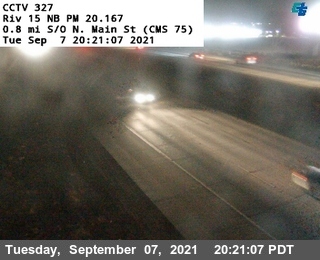 CCTV 327
Riv 15 NB PM 20.167
0.8 mi S/O N. Main St (CMS 75)
Tue Sep 7 20:21:07 2021
Tuesday, September 07, 2021 20:21:07 PDT